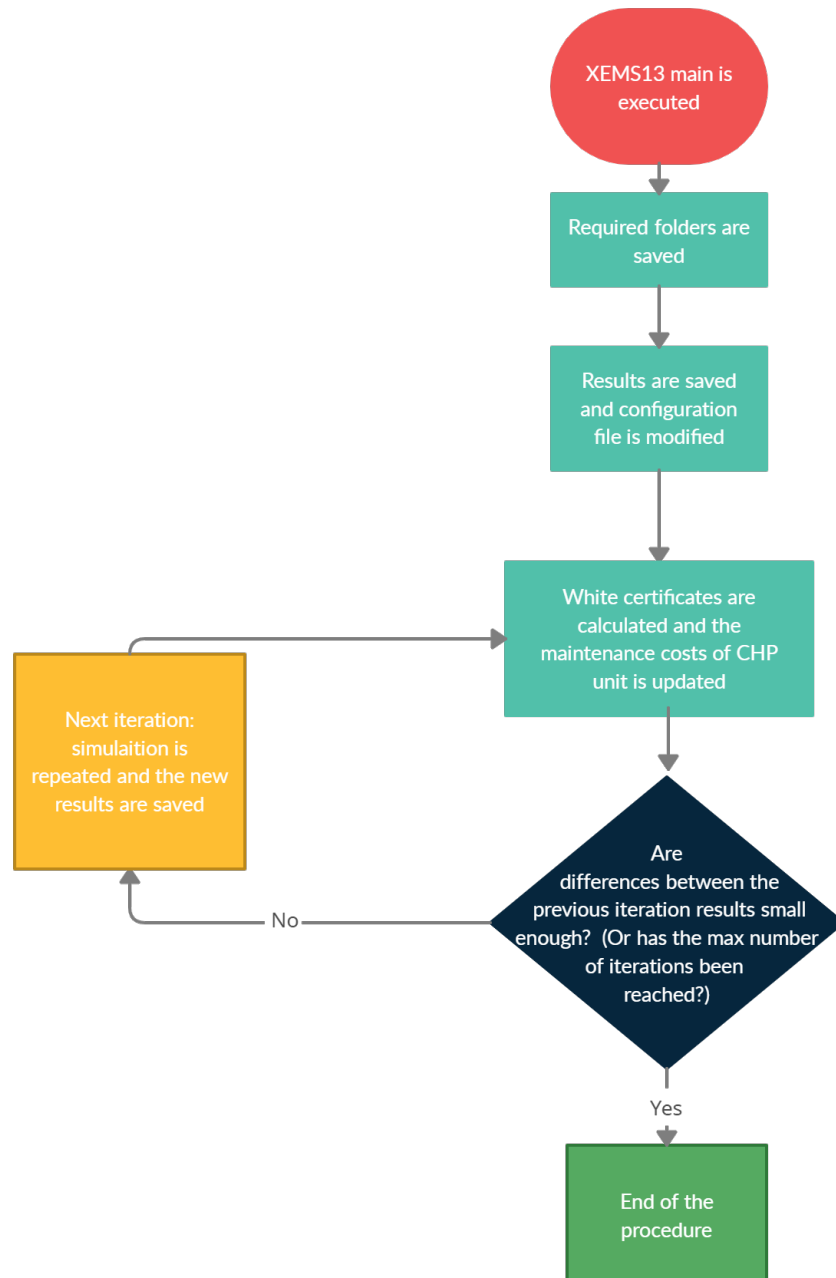 XEMS13 main is
executed
Required folders are
saved
Results are saved
and configuration
file is modified
White certificates are
calculated and the
maintenance costs of CHP
unit is updated
Next iteration:
simulaition is
repeated and the new
results are saved
Are
differences between the
previous iteration results small
enough?  (Or has the max number
of iterations been
reached?)
No
Yes
End of the
procedure